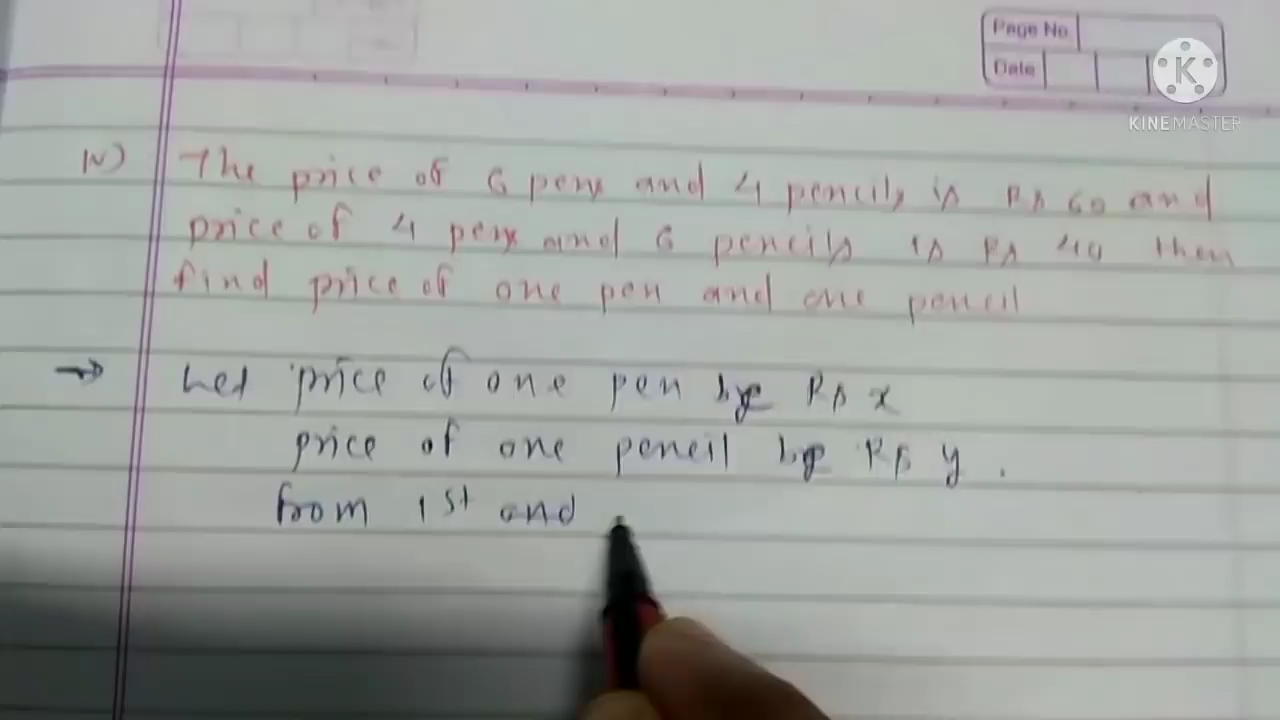 Page No
Date
K
KINEMASTER
IV) The price of 6 pens and 4 pencils is Rs 60 and
price of 4 pens and 6 pencils is Rs 40 then
find price of one pen and one pencil
→ Let price of one pen be Rs x
price of one pencil be Rs y .
from 1st and